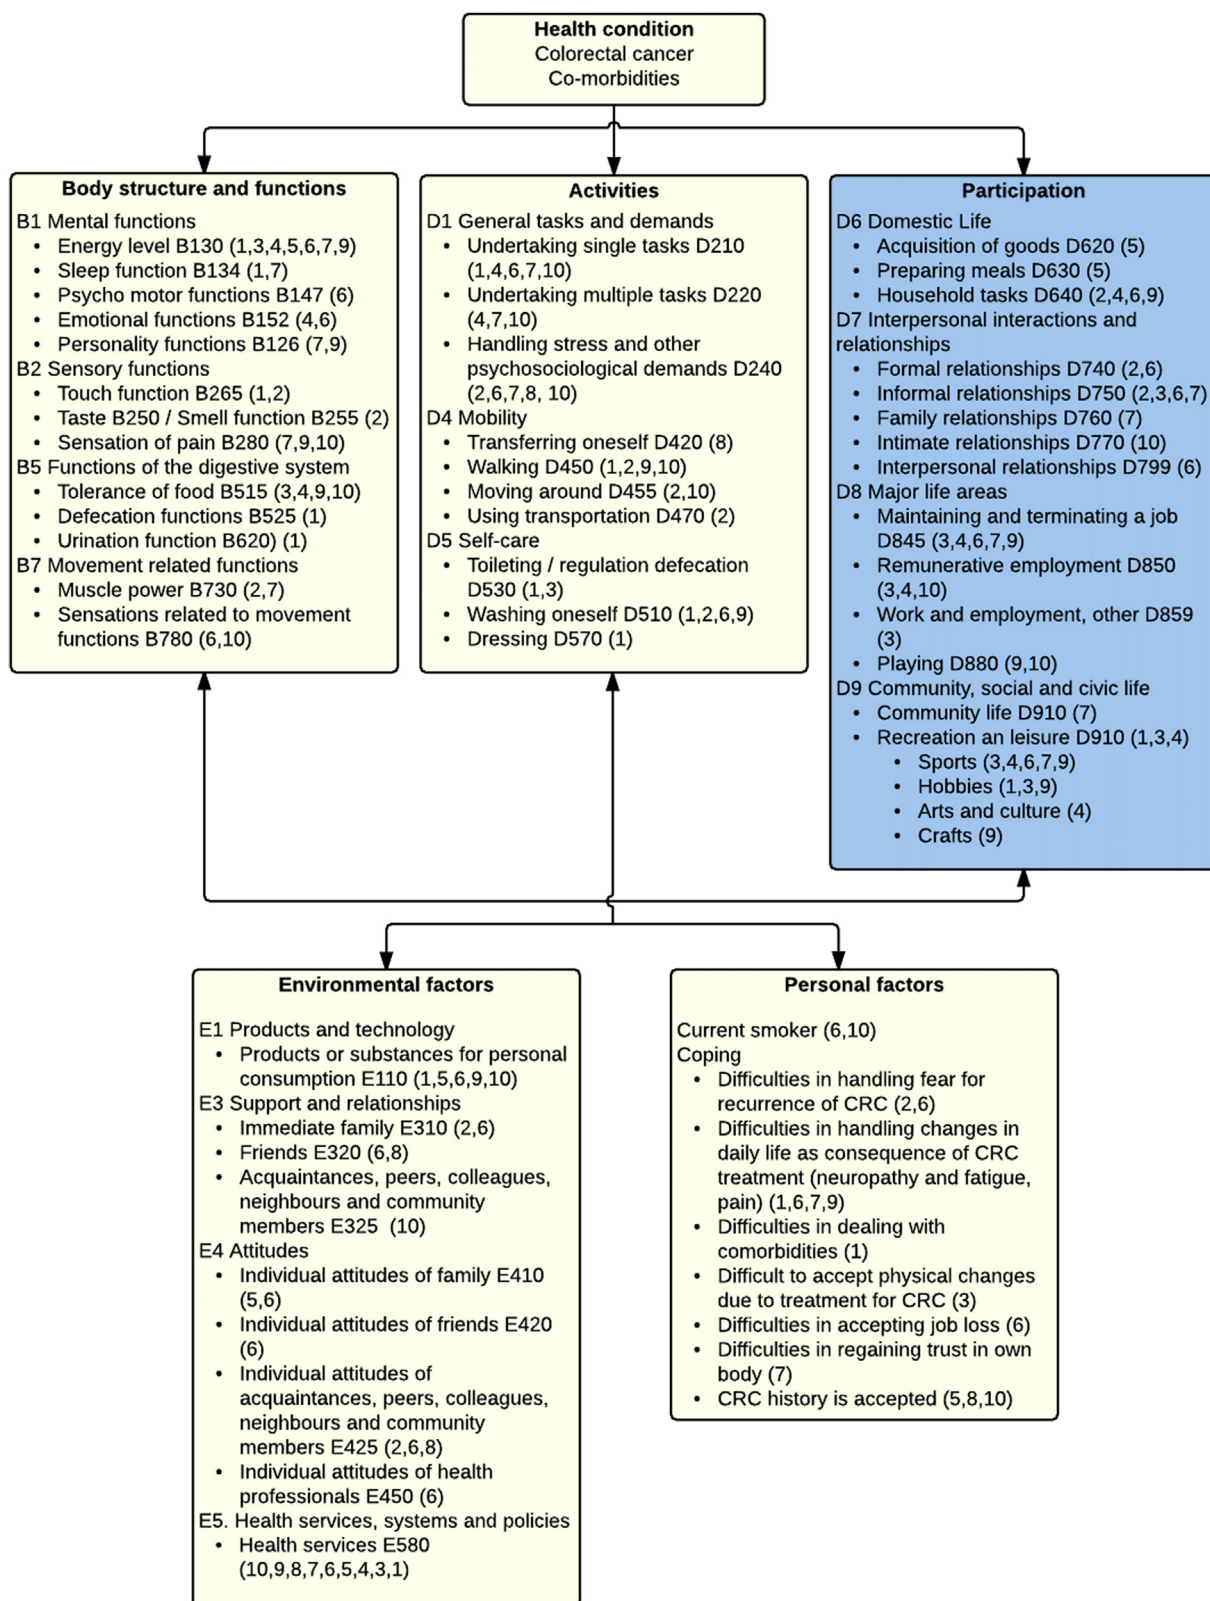 Health condition
Colorectal cancer
Co-morbidities
Body structure and functions
B1 Mental functions
• Energy level B130 (1,3,4,5,6,7,9)
• Sleep function B134 (1,7)
• Psycho motor functions B147 (6)
• Emotional functions B152 (4,6)
• Personality functions B126 (7,9)
B2 Sensory functions
• Touch function B265 (1,2)
• Taste B250 / Smell function B255 (2)
• Sensation of pain B280 (7,9,10)
B5 Functions of the digestive system
• Tolerance of food B515 (3,4,9,10)
• Defecation functions B525 (1)
• Urination function B620) (1)
B7 Movement related functions
• Muscle power B730 (2,7)
• Sensations related to movement
functions B780 (6,10)
Activities
D1 General tasks and demands
• Undertaking single tasks D210
(1,4,6,7,10)
• Undertaking multiple tasks D220
(4,7,10)
• Handling stress and other
psychosociological demands D240
(2,6,7,8, 10)
D4 Mobility
• Transferring oneself D420 (8)
• Walking D450 (1,2,9,10)
• Moving around D455 (2,10)
• Using transportation D470 (2)
D5 Self-care
• Toileting / regulation defecation
D530 (1,3)
• Washing oneself D510 (1,2,6,9)
• Dressing D570 (1)
Participation
D6 Domestic Life
• Acquisition of goods D620 (5)
• Preparing meals D630 (5)
• Household tasks D640 (2,4,6,9)
D7 Interpersonal interactions and
relationships
• Formal relationships D740 (2,6)
• Informal relationships D750 (2,3,6,7)
• Family relationships D760 (7)
• Intimate relationships D770 (10)
• Interpersonal relationships D799 (6)
D8 Major life areas
• Maintaining and terminating a job
D845 (3,4,6,7,9)
• Remunerative employment D850
(3,4,10)
• Work and employment, other D859
(3)
• Playing D880 (9,10)
D9 Community, social and civic life
• Community life D910 (7)
• Recreation an leisure D910 (1,3,4)
• Sports (3,4,6,7,9)
• Hobbies (1,3,9)
• Arts and culture (4)
• Crafts (9)
Environmental factors
E1 Products and technology
• Products or substances for personal
consumption E110 (1,5,6,9,10)
E3 Support and relationships
• Immediate family E310 (2,6)
• Friends E320 (6,8)
• Acquaintances, peers, colleagues,
neighbours and community
members E325 (10)
E4 Attitudes
• Individual attitudes of family E410
(5,6)
• Individual attitudes of friends E420
(6)
• Individual attitudes of
acquaintances, peers, colleagues,
neighbours and community
members E425 (2,6,8)
• Individual attitudes of health
professionals E450 (6)
E5. Health services, systems and policies
• Health services E580
(10,9,8,7,6,5,4,3,1)
Personal factors
Current smoker (6,10)
Coping
• Difficulties in handling fear for
recurrence of CRC (2,6)
• Difficulties in handling changes in
daily life as consequence of CRC
treatment (neuropathy and fatigue,
pain) (1,6,7,9)
• Difficulties in dealing with
comorbidities (1)
• Difficult to accept physical changes
due to treatment for CRC (3)
• Difficulties in accepting job loss (6)
• Difficulties in regaining trust in own
body (7)
• CRC history is accepted (5,8,10)